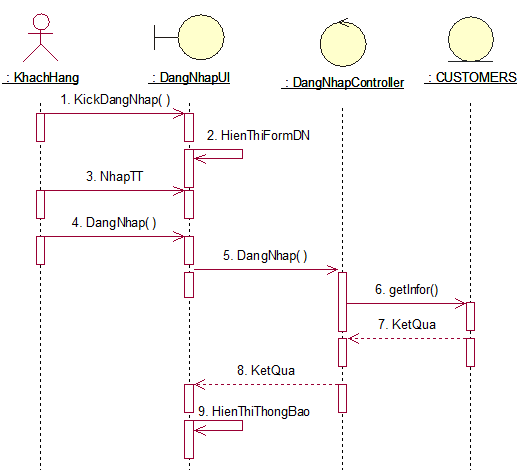 : KhachHang
: DangNhapUI
: DangNhapController
: CUSTOMERS
1. KickDangNhap( )
2. HienThiFormDN
3. NhapTT
4. DangNhap( )
5. DangNhap( )
6. getInfor()
7. KetQua
8. KetQua
9. HienThiThongBao